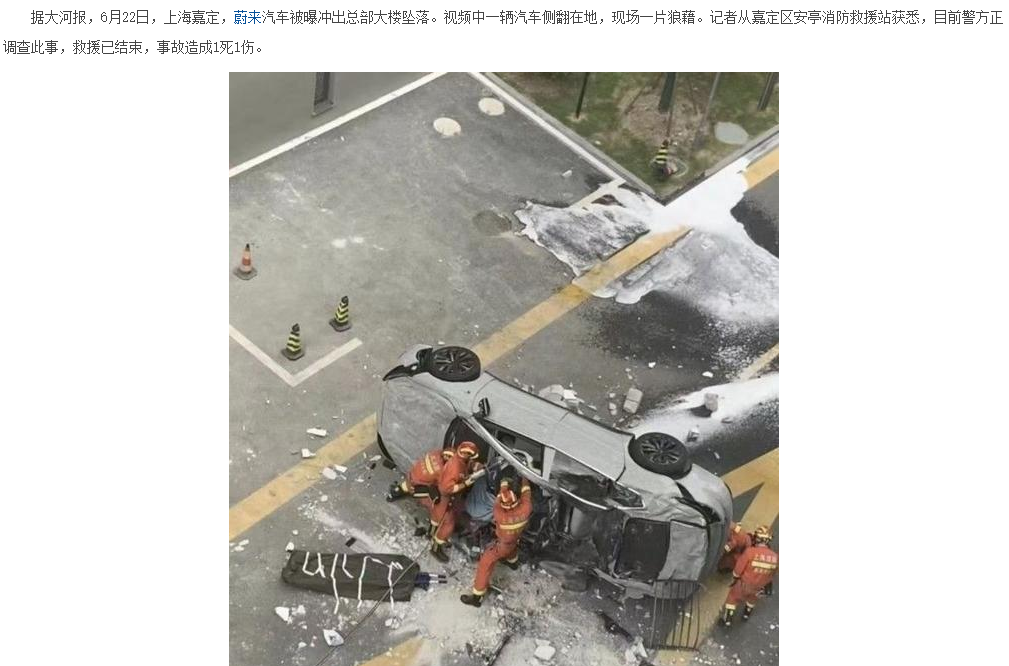 据大河报，6月22日，上海嘉定，蔚来汽车被曝冲出总部大楼坠落。视频中一辆汽车侧翻在地，现场一片狼藉。记者从嘉定区安亭消防救援站获悉，目前警方正
调查此事，救援已结束，事故造成1死1伤。